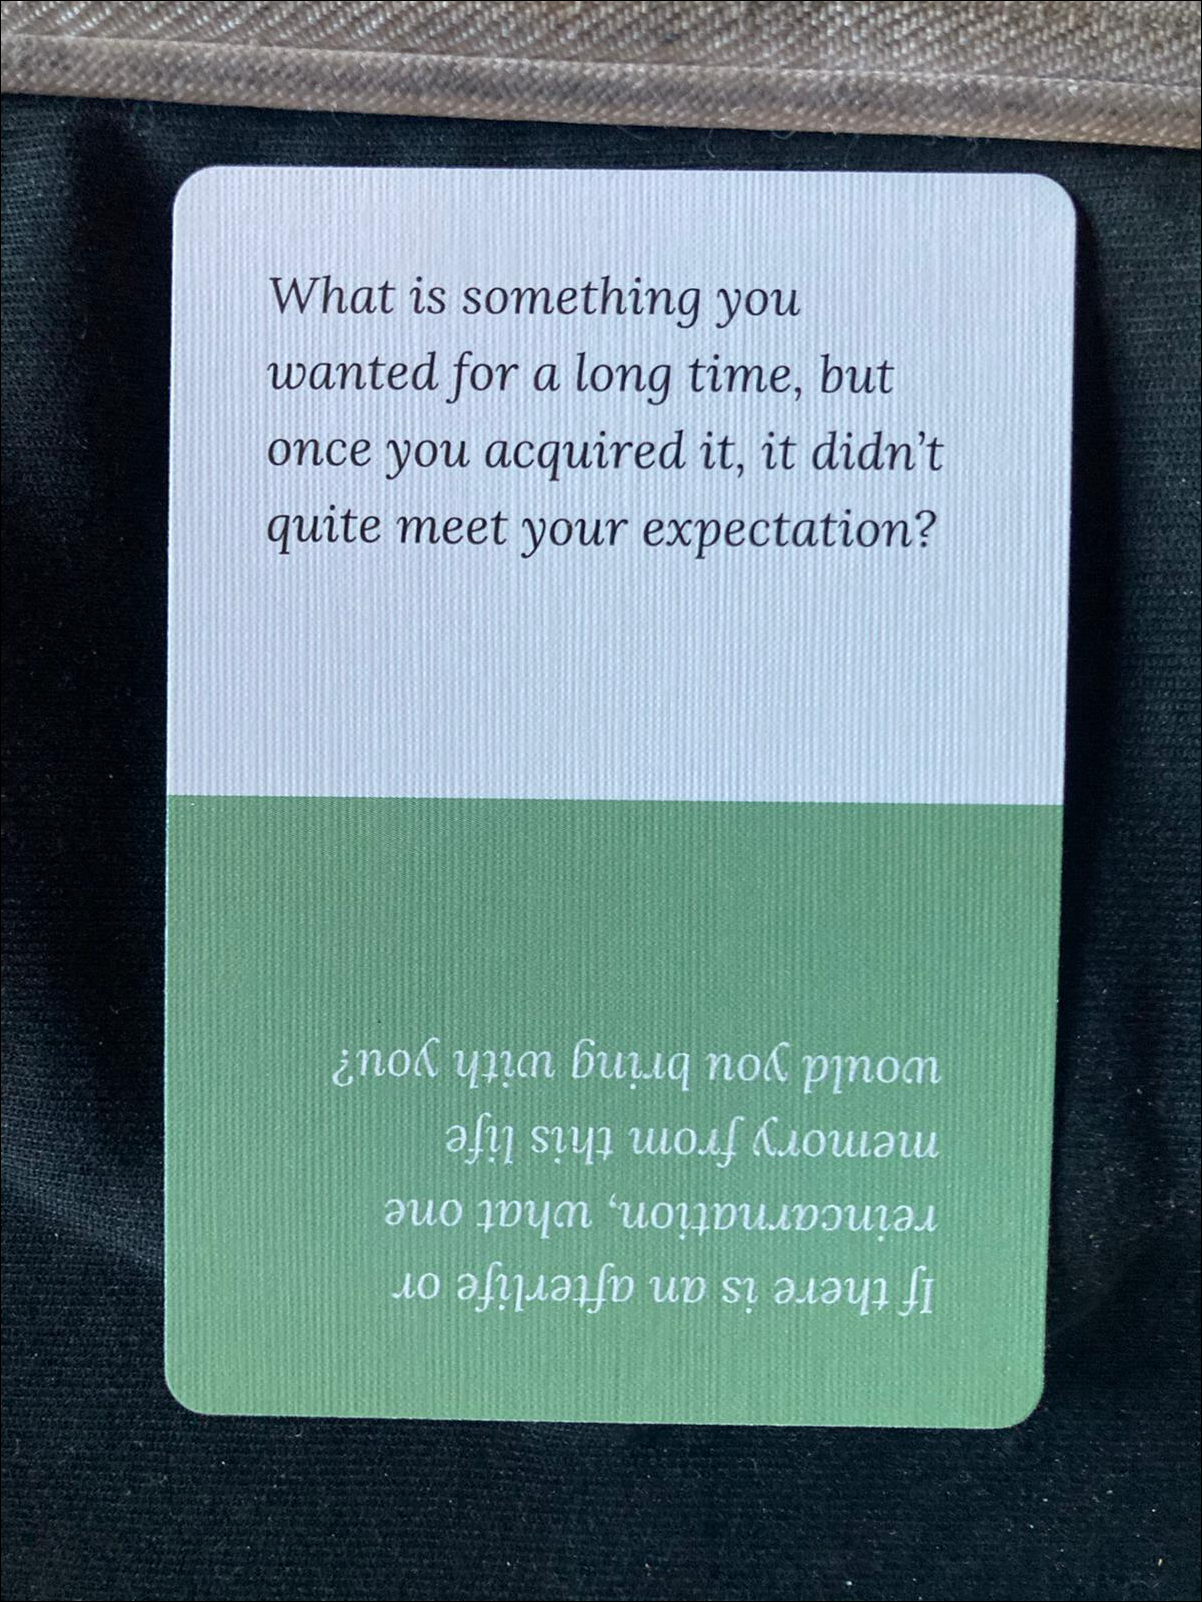 What is something you
wanted for a long time, but
once you acquired it, it didn’t
quite meet your expectation?
If there is an afterlife or
reincarnation, what one
memory from this life
would you bring with you?